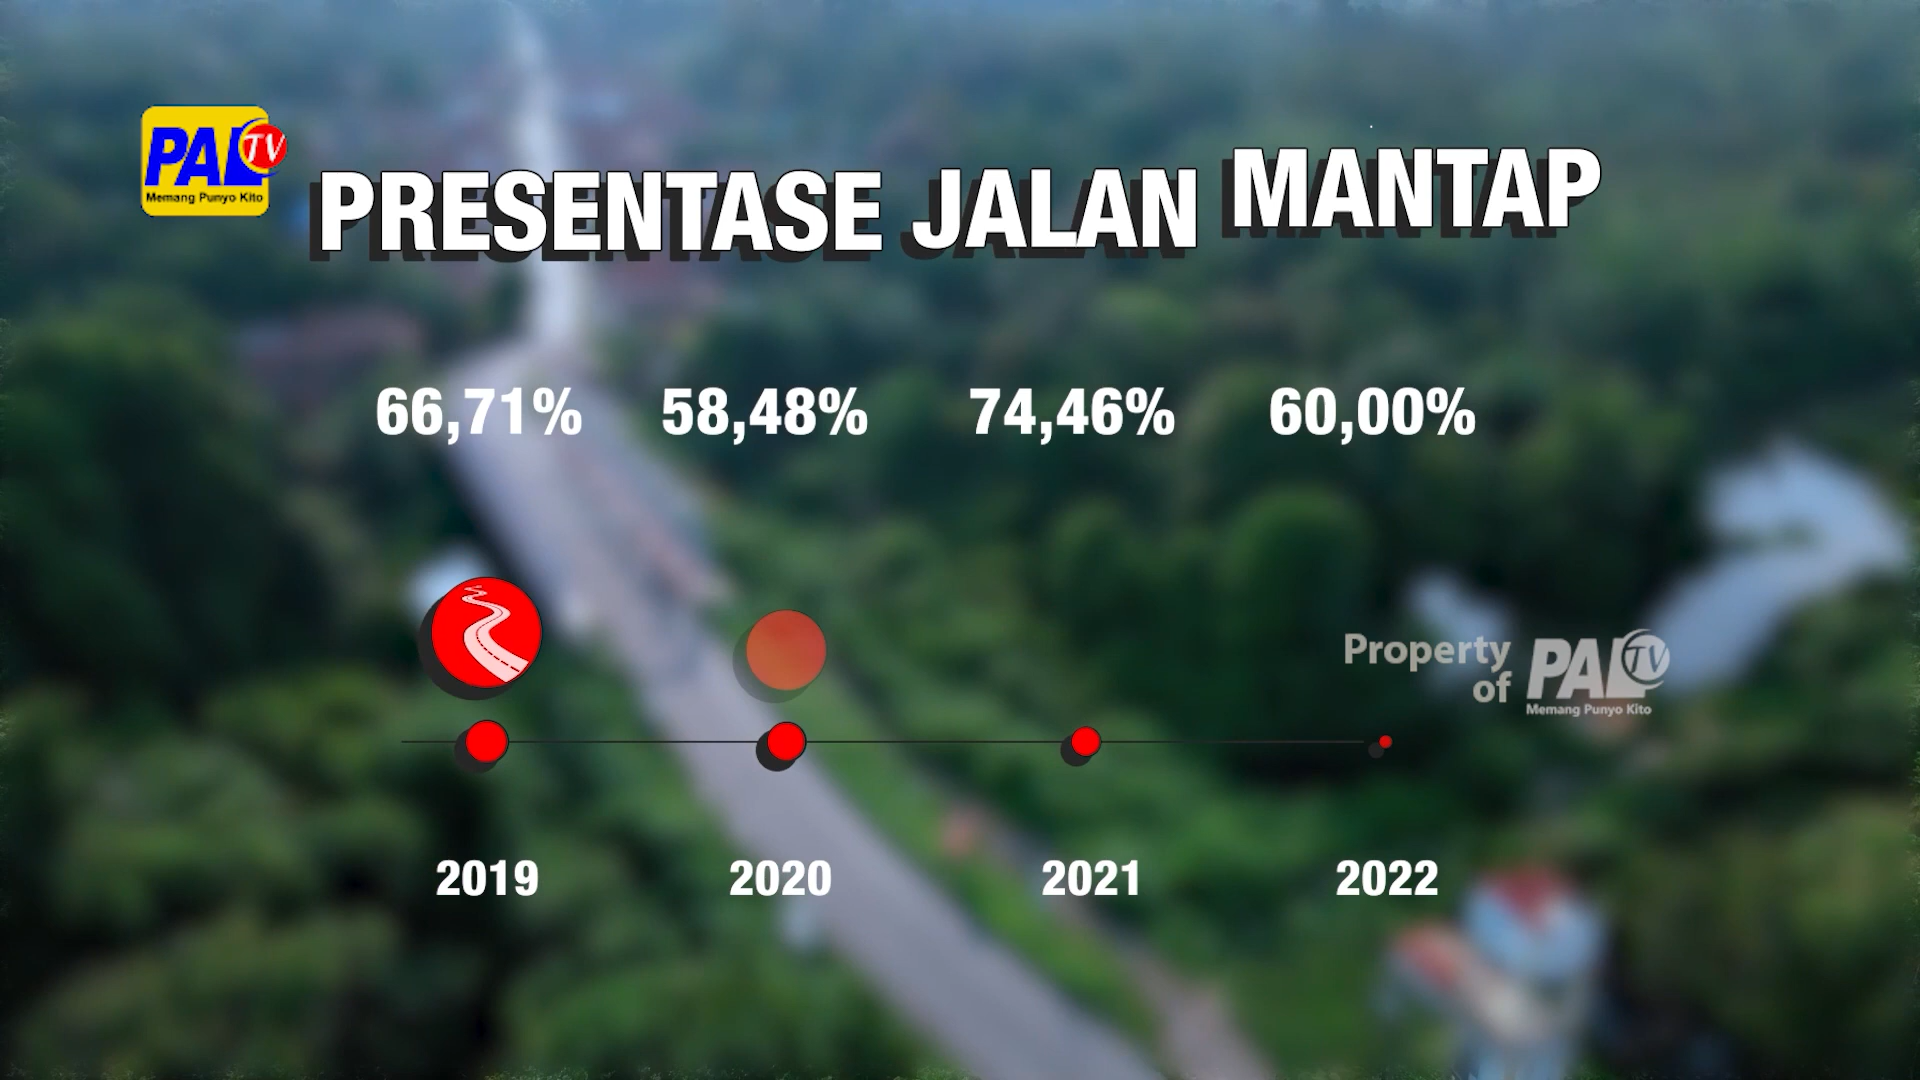 PAL TV
Memang Punyo Kito
PRESENTASE JALAN MANTAP
66,71% 58,48% 74,46% 60,00%
Property
of PAL TV
Memang Punyo Kito
2019 2020 2021 2022